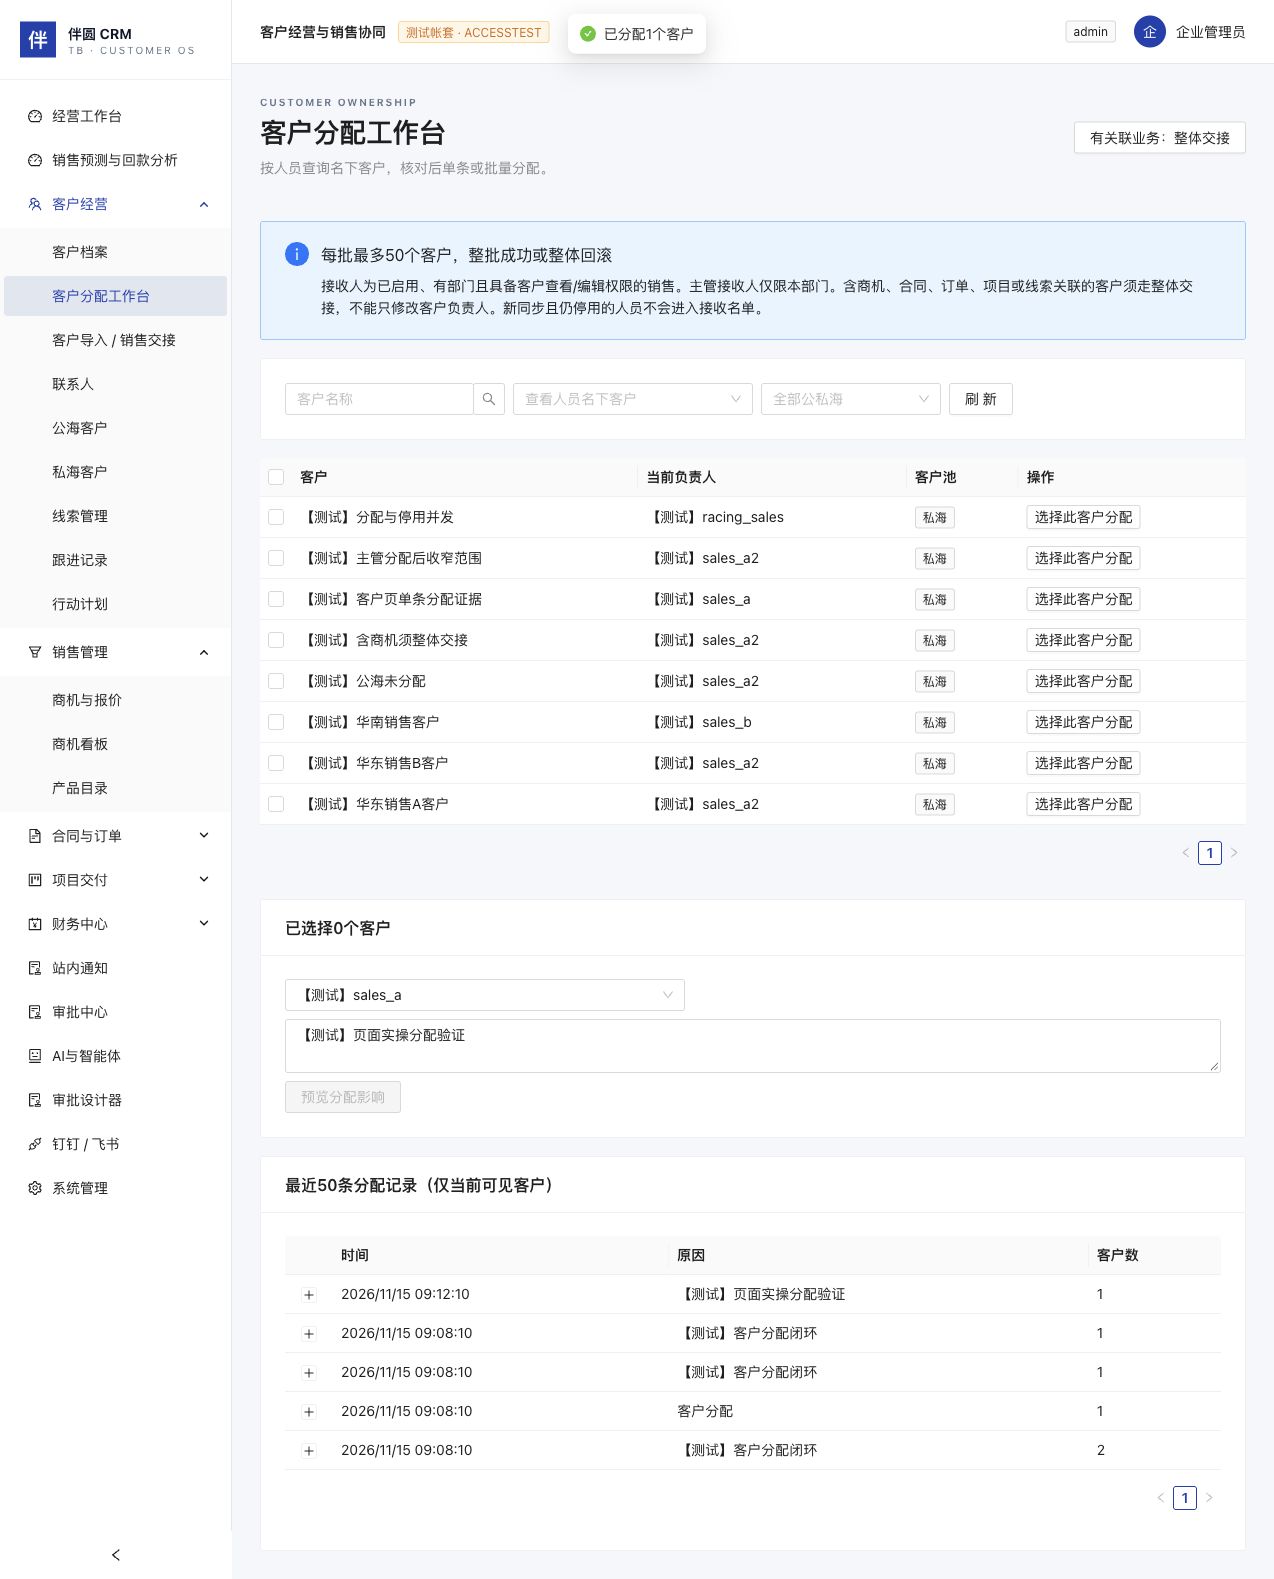 伴
伴圆 CRM
TB · CUSTOMER OS
客户经营与销售协同
测试帐套 · ACCESSTEST
已分配1个客户
admin
企
企业管理员
经营工作台
销售预测与回款分析
客户经营
客户档案
客户分配工作台
客户导入 / 销售交接
联系人
公海客户
私海客户
线索管理
跟进记录
行动计划
销售管理
商机与报价
商机看板
产品目录
合同与订单
项目交付
财务中心
站内通知
审批中心
AI与智能体
审批设计器
钉钉 / 飞书
系统管理
CUSTOMER OWNERSHIP
客户分配工作台
按人员查询名下客户，核对后单条或批量分配。
有关联业务：整体交接
每批最多50个客户，整批成功或整体回滚
接收人为已启用、有部门且具备客户查看/编辑权限的销售。主管接收人仅限本部门。含商机、合同、订单、项目或线索关联的客户须走整体交
接，不能只修改客户负责人。新同步且仍停用的人员不会进入接收名单。
客户名称 查看人员名下客户 全部公私海 刷 新
客户 当前负责人 客户池 操作
【测试】分配与停用并发 【测试】racing_sales 私海 选择此客户分配
【测试】主管分配后收窄范围 【测试】sales_a2 私海 选择此客户分配
【测试】客户页单条分配证据 【测试】sales_a 私海 选择此客户分配
【测试】含商机须整体交接 【测试】sales_a2 私海 选择此客户分配
【测试】公海未分配 【测试】sales_a2 私海 选择此客户分配
【测试】华南销售客户 【测试】sales_b 私海 选择此客户分配
【测试】华东销售B客户 【测试】sales_a2 私海 选择此客户分配
【测试】华东销售A客户 【测试】sales_a2 私海 选择此客户分配
1
已选择0个客户
【测试】sales_a
【测试】页面实操分配验证
预览分配影响
最近50条分配记录（仅当前可见客户）
时间 原因 客户数
2026/11/15 09:12:10 【测试】页面实操分配验证 1
2026/11/15 09:08:10 【测试】客户分配闭环 1
2026/11/15 09:08:10 【测试】客户分配闭环 1
2026/11/15 09:08:10 客户分配 1
2026/11/15 09:08:10 【测试】客户分配闭环 2
1